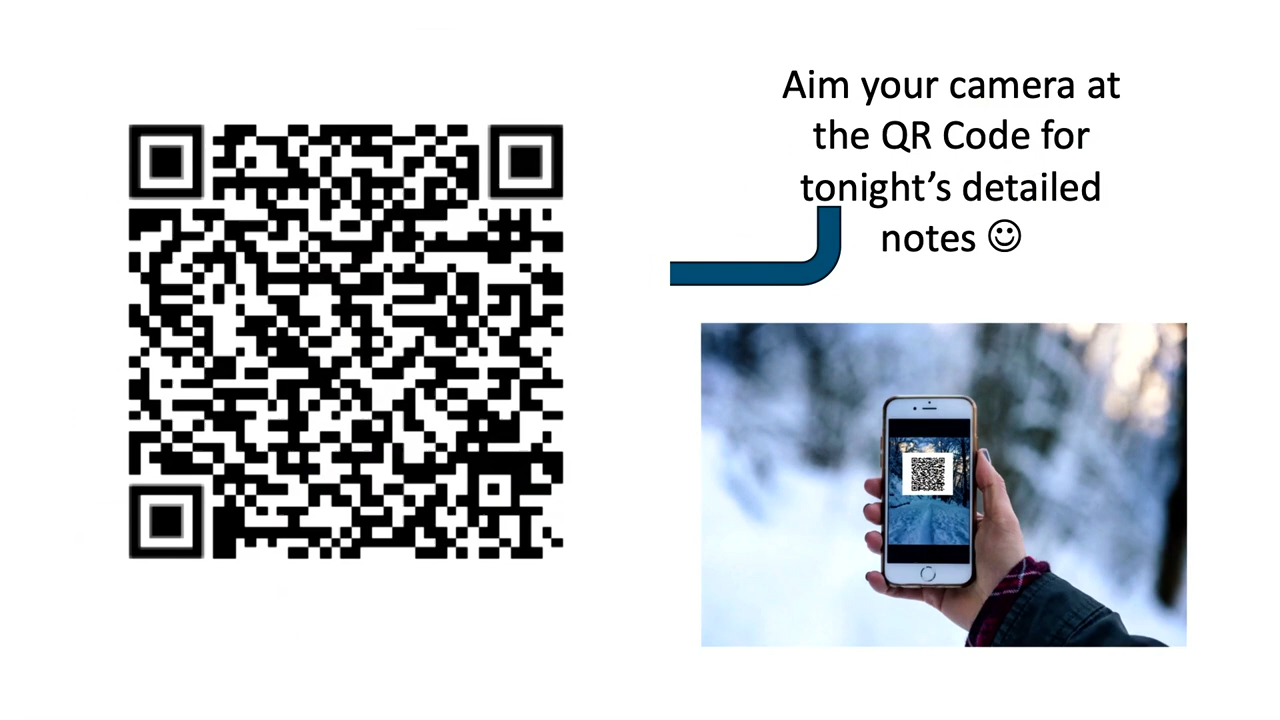 Aim your camera at
the QR Code for
tonight’s detailed
notes ☺